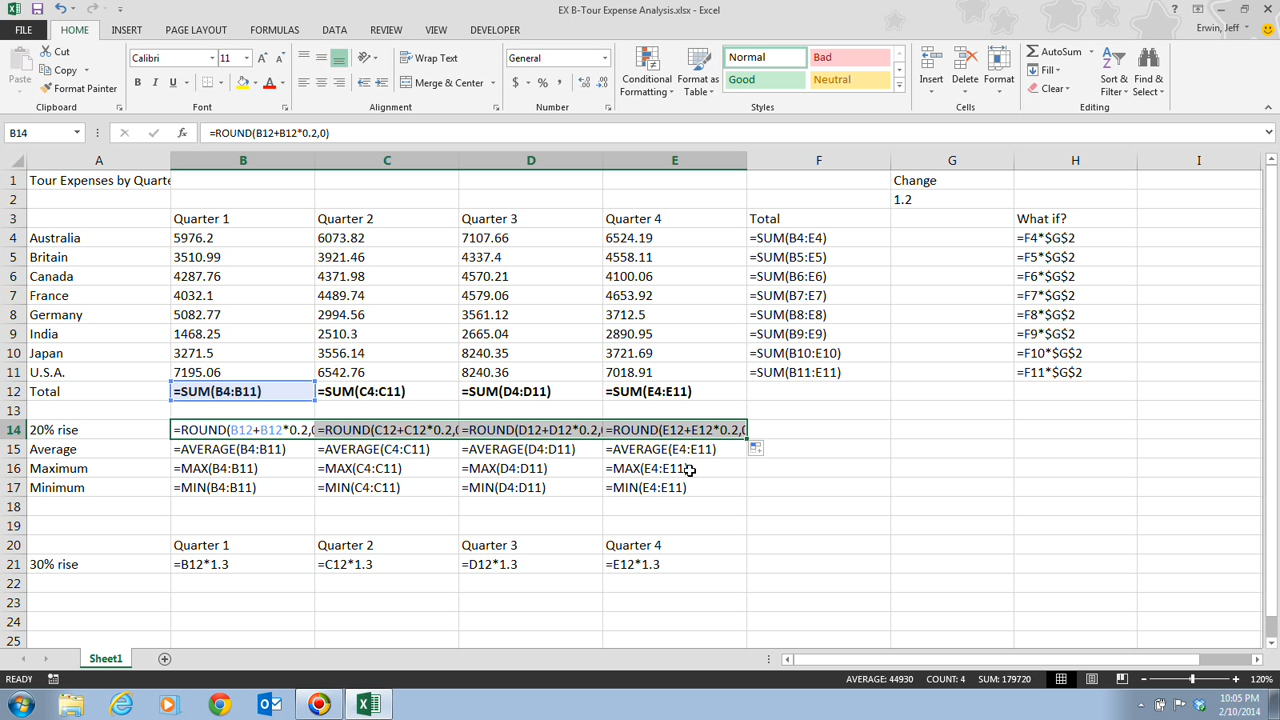 EX B-Tour Expense Analysis.xlsx - Excel
FILE HOME INSERT PAGE LAYOUT FORMULAS DATA REVIEW VIEW DEVELOPER Erwin, Jeff
Paste
Cut
Copy
Format Painter
Calibri 11
B I U
Wrap Text
Merge & Center
General
$ % ,
Conditional Formatting
Format as Table
Normal Bad
Good Neutral
Insert Delete Format
AutoSum
Fill
Clear
Sort & Filter
Find & Select
Clipboard Font Alignment Number Styles Cells Editing
B14 fx =ROUND(B12+B12*0.2,0)
A B C D E F G H I
1 Tour Expenses by Quarte Change
2 1.2
3 Quarter 1 Quarter 2 Quarter 3 Quarter 4 Total What if?
4 Australia 5976.2 6073.82 7107.66 6524.19 =SUM(B4:E4) =F4*$G$2
5 Britain 3510.99 3921.46 4337.4 4558.11 =SUM(B5:E5) =F5*$G$2
6 Canada 4287.76 4371.98 4570.21 4100.06 =SUM(B6:E6) =F6*$G$2
7 France 4032.1 4489.74 4579.06 4653.92 =SUM(B7:E7) =F7*$G$2
8 Germany 5082.77 2994.56 3561.12 3712.5 =SUM(B8:E8) =F8*$G$2
9 India 1468.25 2510.3 2665.04 2890.95 =SUM(B9:E9) =F9*$G$2
10 Japan 3271.5 3556.14 8240.35 3721.69 =SUM(B10:E10) =F10*$G$2
11 U.S.A. 7195.06 6542.76 8240.36 7018.91 =SUM(B11:E11) =F11*$G$2
12 Total =SUM(B4:B11) =SUM(C4:C11) =SUM(D4:D11) =SUM(E4:E11)
13
14 20% rise =ROUND(B12+B12*0.2,0 =ROUND(C12+C12*0.2,0 =ROUND(D12+D12*0.2,0 =ROUND(E12+E12*0.2,0
15 Average =AVERAGE(B4:B11) =AVERAGE(C4:C11) =AVERAGE(D4:D11) =AVERAGE(E4:E11)
16 Maximum =MAX(B4:B11) =MAX(C4:C11) =MAX(D4:D11) =MAX(E4:E11)
17 Minimum =MIN(B4:B11) =MIN(C4:C11) =MIN(D4:D11) =MIN(E4:E11)
18
19
20 Quarter 1 Quarter 2 Quarter 3 Quarter 4
21 30% rise =B12*1.3 =C12*1.3 =D12*1.3 =E12*1.3
22
23
24
25
Sheet1
READY AVERAGE: 44930 COUNT: 4 SUM: 179720 120%
10:05 PM
2/10/2014